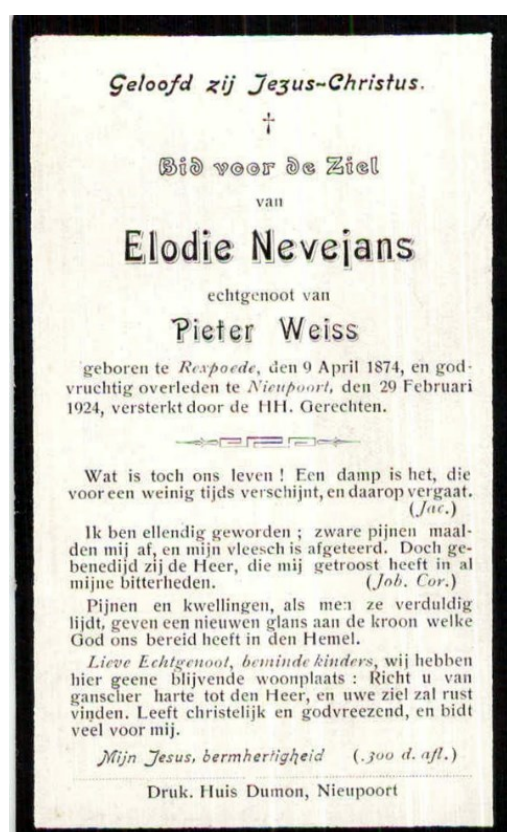 Geloofd zij Jezus-Christus.
†
Bid voor de Ziel
van
Elodie Nevejans
echtgenoot van
Pieter Weiss
geboren te Rexpoede, den 9 April 1874, en god-
vruchtig overleden te Nieupoort, den 29 Februari
1924, versterkt door de HH. Gerechten.
Wat is toch ons leven ! Een damp is het, die
voor een weinig tijds verschijnt, en daarop vergaat.
(Jac.)
Ik ben ellendig geworden ; zware pijnen maal-
den mij af, en mijn vleesch is afgeteerd. Doch ge-
benedijd zij de Heer, die mij getroost heeft in al
mijne bitterheden. (Job. Cor.)
Pijnen en kwellingen, als men ze verduldig
lijdt, geven een nieuwen glans aan de kroon welke
God ons bereid heeft in den Hemel.
Lieve Echtgenoot, beminde kinders, wij hebben
hier geene blijvende woonplaats : Richt u van
ganscher harte tot den Heer, en uwe ziel zal rust
vinden. Leeft christelijk en godvreezend, en bidt
veel voor mij.
Mijn Jesus, bermhertigheid (.300 d. afl.)
Druk. Huis Dumon, Nieupoort